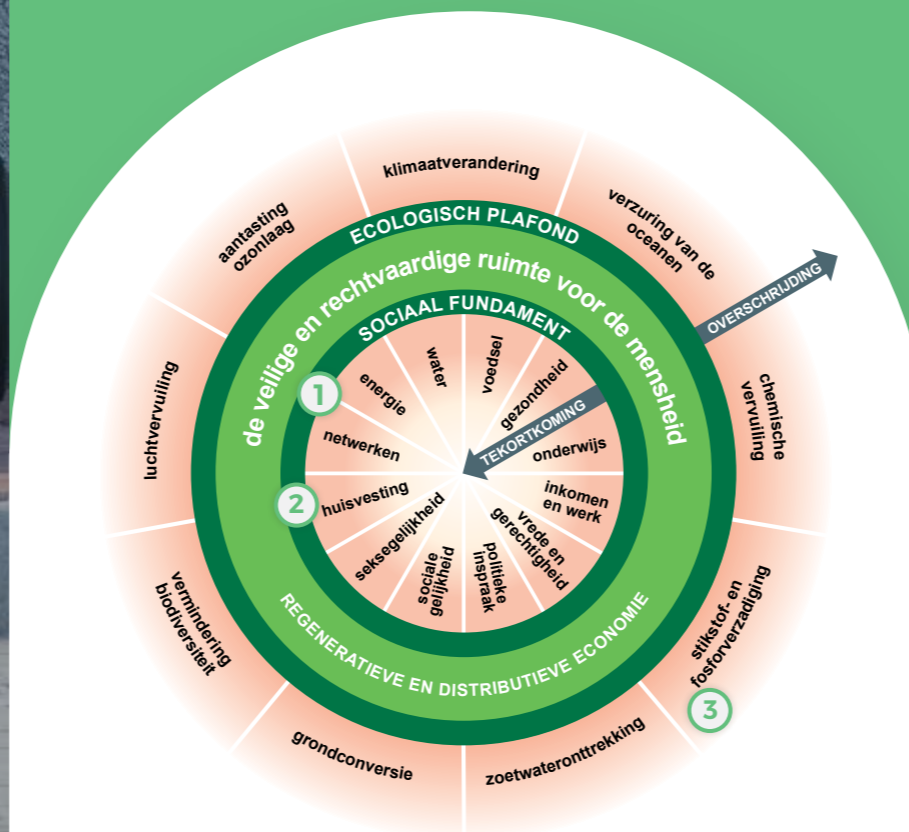 klimaatverandering
verzuring van de
oceanen
chemische
vervuiling
stikstof- en
fosforverzadiging
zoetwateronttrekking
grondconversie
vermindering
biodiversiteit
luchtvervuiling
aantasting
ozonlaag
ECOLOGISCH PLAFOND
de veilige en rechtvaardige ruimte voor de mensheid
SOCIAAL FUNDAMENT
OVERSCHRIJDING
TEKORTKOMING
water
voedsel
gezondheid
onderwijs
inkomen
en werk
vrede en
gerechtigheid
politieke
inspraak
sociale
gelijkheid
seksegelijkheid
huisvesting
netwerken
energie
1
2
3
REGENERATIEVE EN DISTRIBUTIEVE ECONOMIE